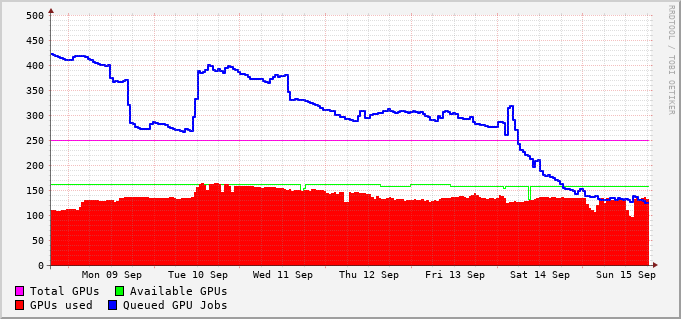 500
450
400
350
300
250
200
150
100
50
0
Mon 09 Sep Tue 10 Sep Wed 11 Sep Thu 12 Sep Fri 13 Sep Sat 14 Sep Sun 15 Sep
Total GPUs Available GPUs
GPUs used Queued GPU Jobs
RRDTOOL / TOBI OETIKER